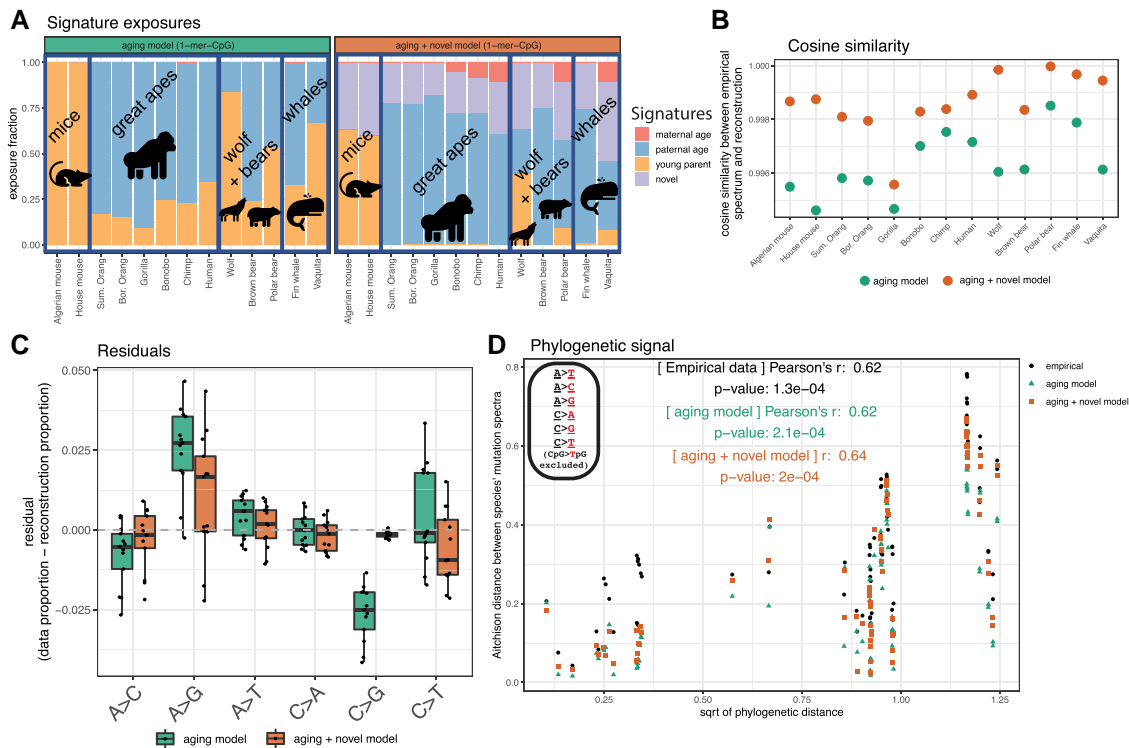 A
Signature exposures
aging model (1−mer−CpG)
aging + novel model (1−mer−CpG)
exposure fraction
1.00
0.75
0.50
0.25
0.00
mice
great apes
wolf
+ bears
whales
mice
great apes
wolf
+ bears
whales
Algerian mouse
House mouse
Sum. Orang
Bor. Orang
Gorilla
Bonobo
Chimp
Human
Wolf
Brown bear
Polar bear
Fin whale
Vaquita
Algerian mouse
House mouse
Sum. Orang
Bor. Orang
Gorilla
Bonobo
Chimp
Human
Wolf
Brown bear
Polar bear
Fin whale
Vaquita
Signatures
maternal age
paternal age
young parent
novel
B
Cosine similarity
cosine similarity between empirical
spectrum and reconstruction
1.000
0.998
0.996
Algerian mouse
House mouse
Sum. Orang
Bor. Orang
Gorilla
Bonobo
Chimp
Human
Wolf
Brown bear
Polar bear
Fin whale
Vaquita
aging model
aging + novel model
C
Residuals
residual
(data proportion − reconstruction proportion)
0.050
0.025
0.000
−0.025
A>C
A>G
A>T
C>A
C>G
C>T
aging model
aging + novel model
D
Phylogenetic signal
A>T
A>C
A>G
C>A
C>G
C>T
(CpG>TpG
excluded)
[ Empirical data ] Pearson's r: 0.62
p−value: 1.3e−04
[ aging model ] Pearson's r: 0.62
p−value: 2.1e−04
[ aging + novel model ] r: 0.64
p−value: 2e−04
empirical
aging model
aging + novel model
Aitchison distance between species' mutation spectra
0.8
0.6
0.4
0.2
0.0
0.25
0.50
0.75
1.00
1.25
sqrt of phylogenetic distance